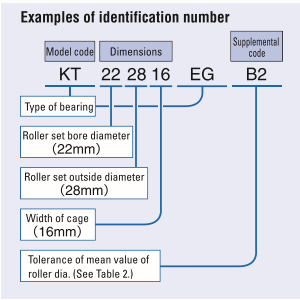 Examples of identification number
Model code
Dimensions
Supplemental
code
KT 22 28 16 EG B2
Type of bearing
Roller set bore diameter
(22mm)
Roller set outside diameter
(28mm)
Width of cage
(16mm)
Tolerance of mean value of
roller dia. (See Table 2.)